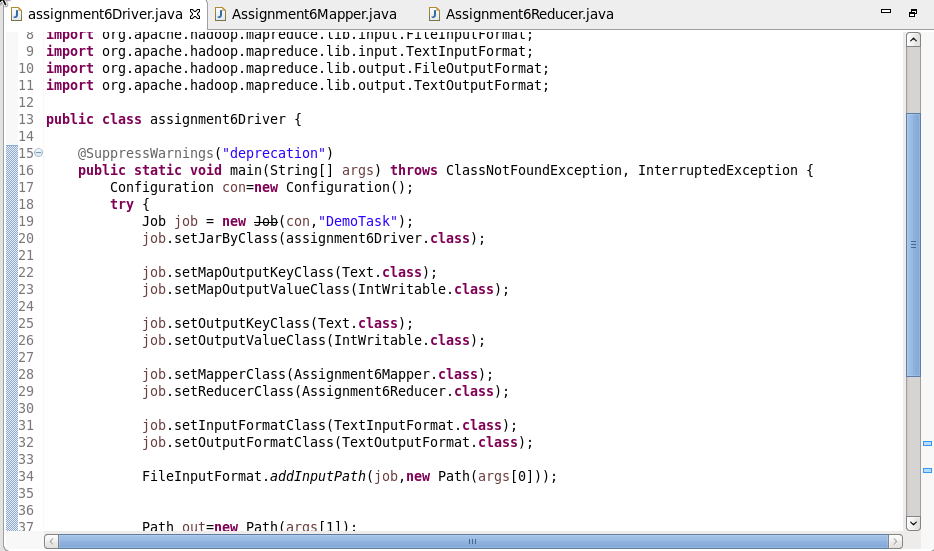 assignment6Driver.java Assignment6Mapper.java Assignment6Reducer.java
8 import org.apache.hadoop.mapreduce.lib.input.FileInputFormat;
9 import org.apache.hadoop.mapreduce.lib.input.TextInputFormat;
10 import org.apache.hadoop.mapreduce.lib.output.FileOutputFormat;
11 import org.apache.hadoop.mapreduce.lib.output.TextOutputFormat;
12
13 public class assignment6Driver {
14
15 @SuppressWarnings("deprecation")
16 public static void main(String[] args) throws ClassNotFoundException, InterruptedException {
17 Configuration con=new Configuration();
18 try {
19 Job job = new Job(con,"DemoTask");
20 job.setJarByClass(assignment6Driver.class);
21
22 job.setMapOutputKeyClass(Text.class);
23 job.setMapOutputValueClass(IntWritable.class);
24
25 job.setOutputKeyClass(Text.class);
26 job.setOutputValueClass(IntWritable.class);
27
28 job.setMapperClass(Assignment6Mapper.class);
29 job.setReducerClass(Assignment6Reducer.class);
30
31 job.setInputFormatClass(TextInputFormat.class);
32 job.setOutputFormatClass(TextOutputFormat.class);
33
34 FileInputFormat.addInputPath(job,new Path(args[0]));
35
36
37 Path out=new Path(args[1]);